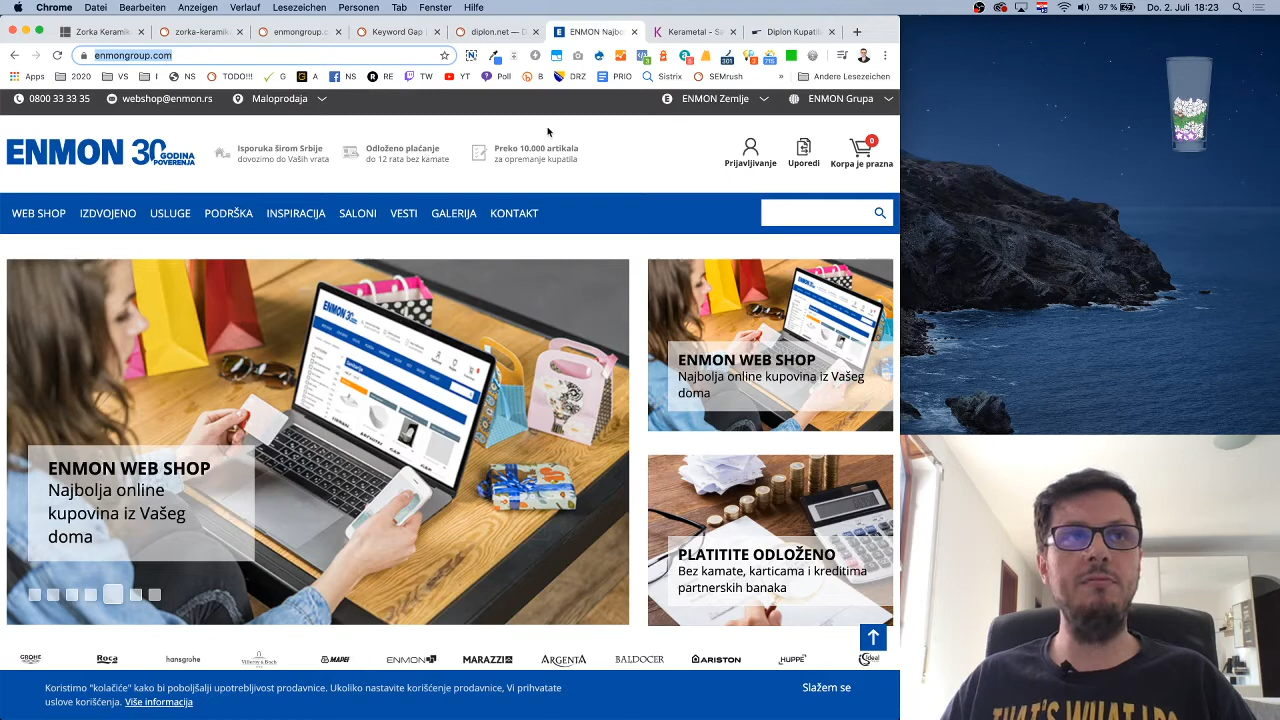 Chrome Datei Bearbeiten Anzeigen Verlauf Lesezeichen Personen Tab Fenster Hilfe
97 % Do. 2. Juli 18:23
Zorka Keramik
zorka-keramik
enmongroup.c
Keyword Gap
diplon.net —
ENMON Najbo
Kerametal - Sa
Diplon Kupatil
enmongroup.com
Apps 2020 VS I NS TODO!!! G A NS RE TW YT Poll B DRZ PRIO Sistrix SEMrush » Andere Lesezeichen
0800 33 33 35 webshop@enmon.rs Maloprodaja
ENMON Zemlje ENMON Grupa
ENMON 30 GODINA POVERENJA
Isporuka širom Srbije
dovozimo do Vaših vrata
Odloženo plaćanje
do 12 rata bez kamate
Preko 10.000 artikala
za opremanje kupatila
Prijavljivanje
Uporedi
0
Korpa je prazna
WEB SHOP IZDVOJENO USLUGE PODRŠKA INSPIRACIJA SALONI VESTI GALERIJA KONTAKT
ENMON WEB SHOP
Najbolja online
kupovina iz Vašeg
doma
ENMON WEB SHOP
Najbolja online kupovina iz Vašeg
doma
PLATITITE ODLOŽENO
Bez kamate, karticama i kreditima
partnerskih banaka
GROHE Roca hansgrohe Villeroy & Boch MAPEI ENMON MARAZZI ARGENTA BALDOCER ARISTON HÜPPE Ideal
Koristimo "kolačiće" kako bi poboljšalji upotrebljivost prodavnice. Ukoliko nastavite korišćenje prodavnice, Vi prihvatate
uslove korišćenja. Više informacija
Slažem se
THAT'S WHAT I DO